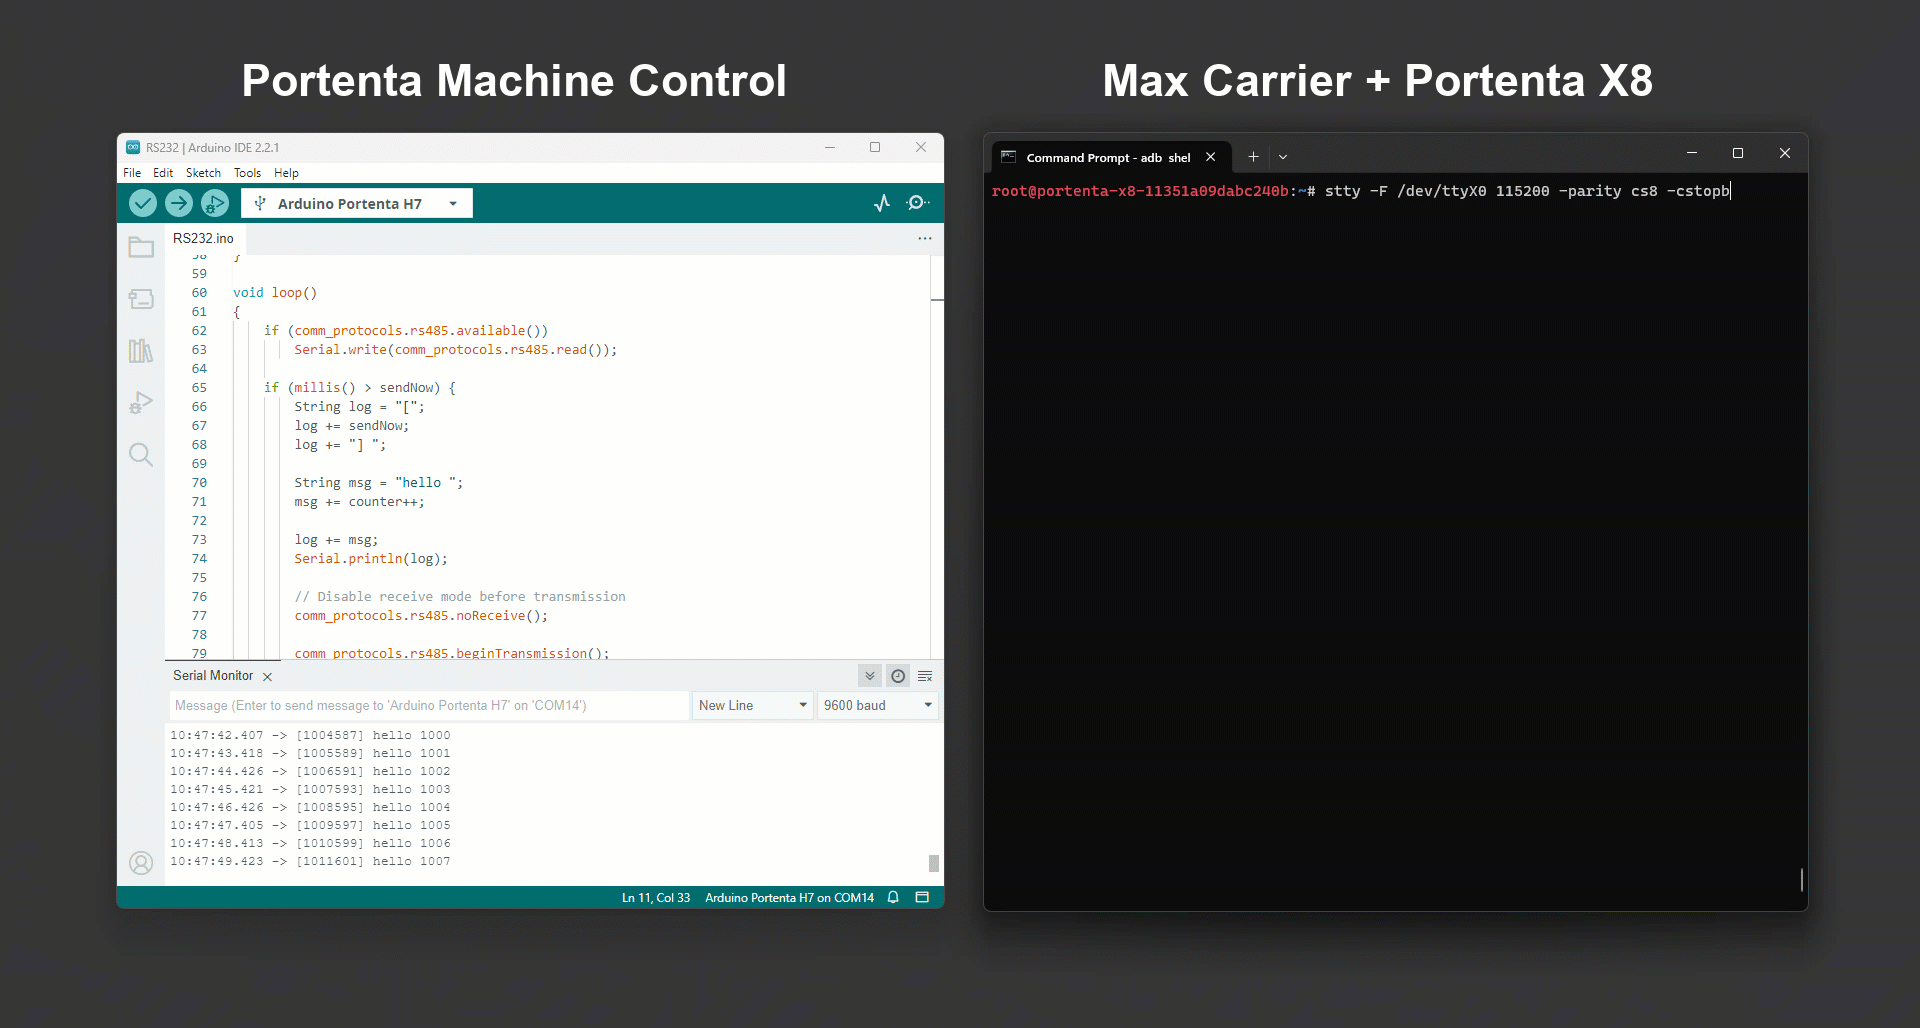 Portenta Machine Control
Max Carrier + Portenta X8
RS232 | Arduino IDE 2.2.1
File Edit Sketch Tools Help
Arduino Portenta H7
RS232.ino
58 }
59
60 void loop()
61 {
62 if (comm_protocols.rs485.available())
63 Serial.write(comm_protocols.rs485.read());
64
65 if (millis() > sendNow) {
66 String log = "[";
67 log += sendNow;
68 log += "] ";
69
70 String msg = "hello ";
71 msg += counter++;
72
73 log += msg;
74 Serial.println(log);
75
76 // Disable receive mode before transmission
77 comm_protocols.rs485.noReceive();
78
79 comm_protocols.rs485.beginTransmission();
Serial Monitor
Message (Enter to send message to 'Arduino Portenta H7' on 'COM14')
New Line
9600 baud
10:47:42.407 -> [1004587] hello 1000
10:47:43.418 -> [1005589] hello 1001
10:47:44.426 -> [1006591] hello 1002
10:47:45.421 -> [1007593] hello 1003
10:47:46.426 -> [1008595] hello 1004
10:47:47.405 -> [1009597] hello 1005
10:47:48.413 -> [1010599] hello 1006
10:47:49.423 -> [1011601] hello 1007
Ln 11, Col 33 Arduino Portenta H7 on COM14
Command Prompt - adb shel
root@portenta-x8-11351a09dabc240b:~# stty -F /dev/ttyX0 115200 -parity cs8 -cstopb